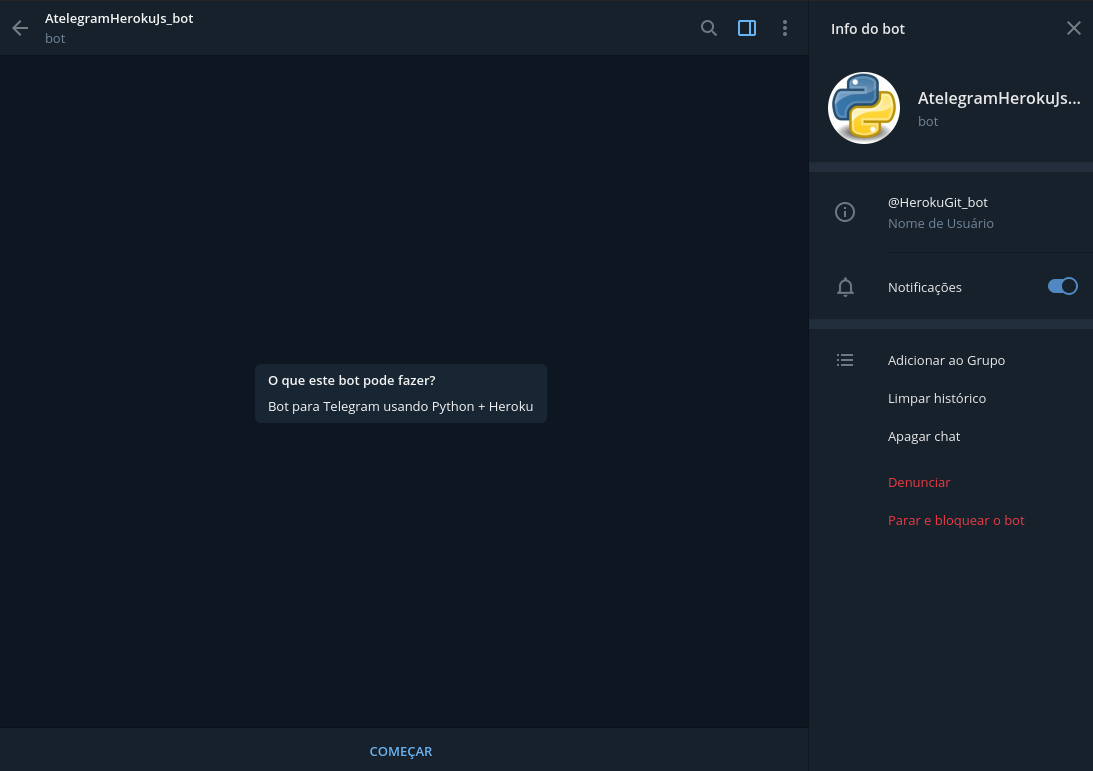 AtelegramHerokuJs_bot
bot
O que este bot pode fazer?
Bot para Telegram usando Python + Heroku
COMEÇAR
Info do bot
AtelegramHerokuJs...
bot
@HerokuGit_bot
Nome de Usuário
Notificações
Adicionar ao Grupo
Limpar histórico
Apagar chat
Denunciar
Parar e bloquear o bot